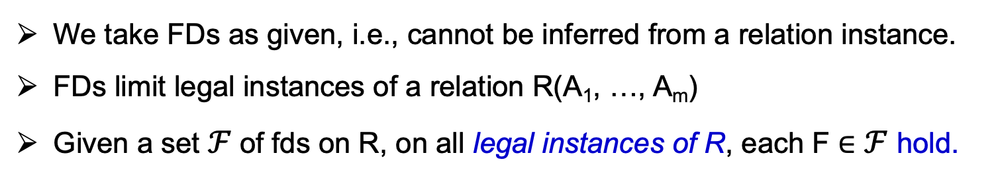 ➢ We take FDs as given, i.e., cannot be inferred from a relation instance.
➢ FDs limit legal instances of a relation R(A₁, …, Aₘ)
➢ Given a set ℱ of fds on R, on all legal instances of R, each F ∈ ℱ hold.